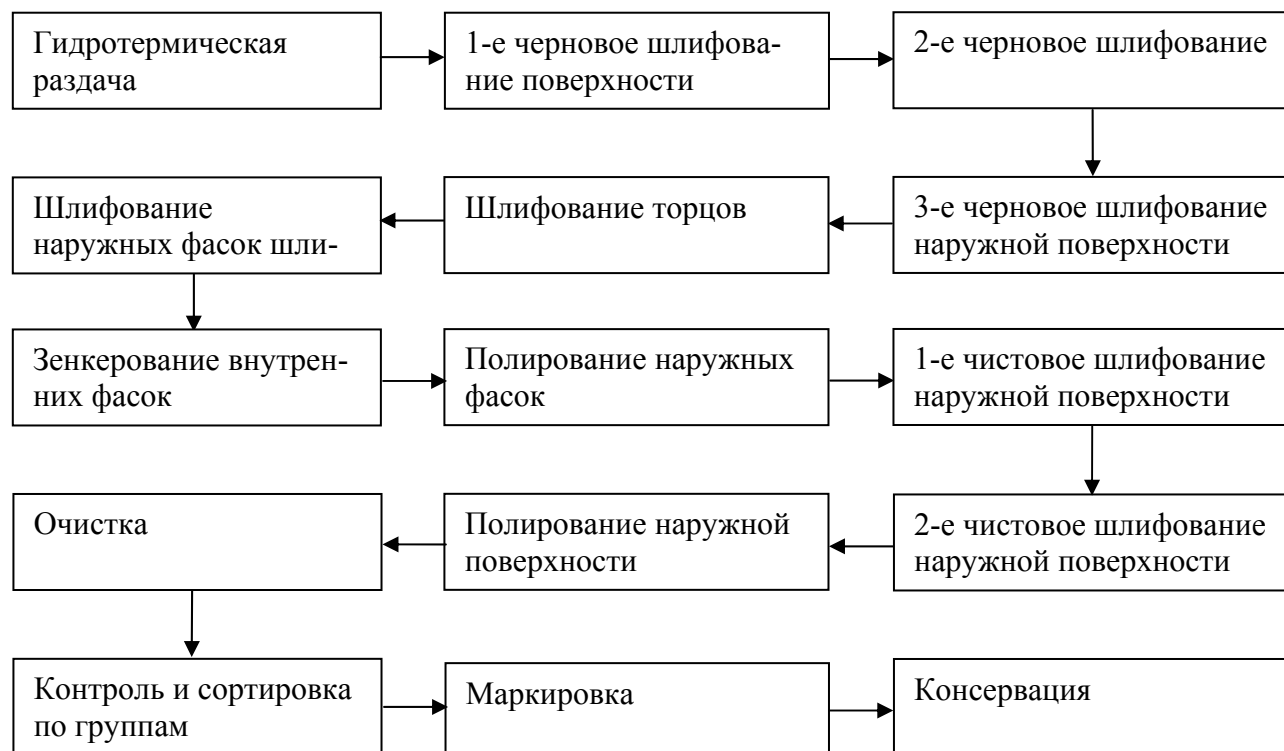 Гидротермическая
раздача
1-е черновое шлифова-
ние поверхности
2-е черновое шлифование
3-е черновое шлифование
наружной поверхности
Шлифование торцов
Шлифование
наружных фасок шли-
Зенкерование внутрен-
них фасок
Полирование наружных
фасок
1-е чистовое шлифование
наружной поверхности
2-е чистовое шлифование
наружной поверхности
Полирование наружной
поверхности
Очистка
Контроль и сортировка
по группам
Маркировка
Консервация